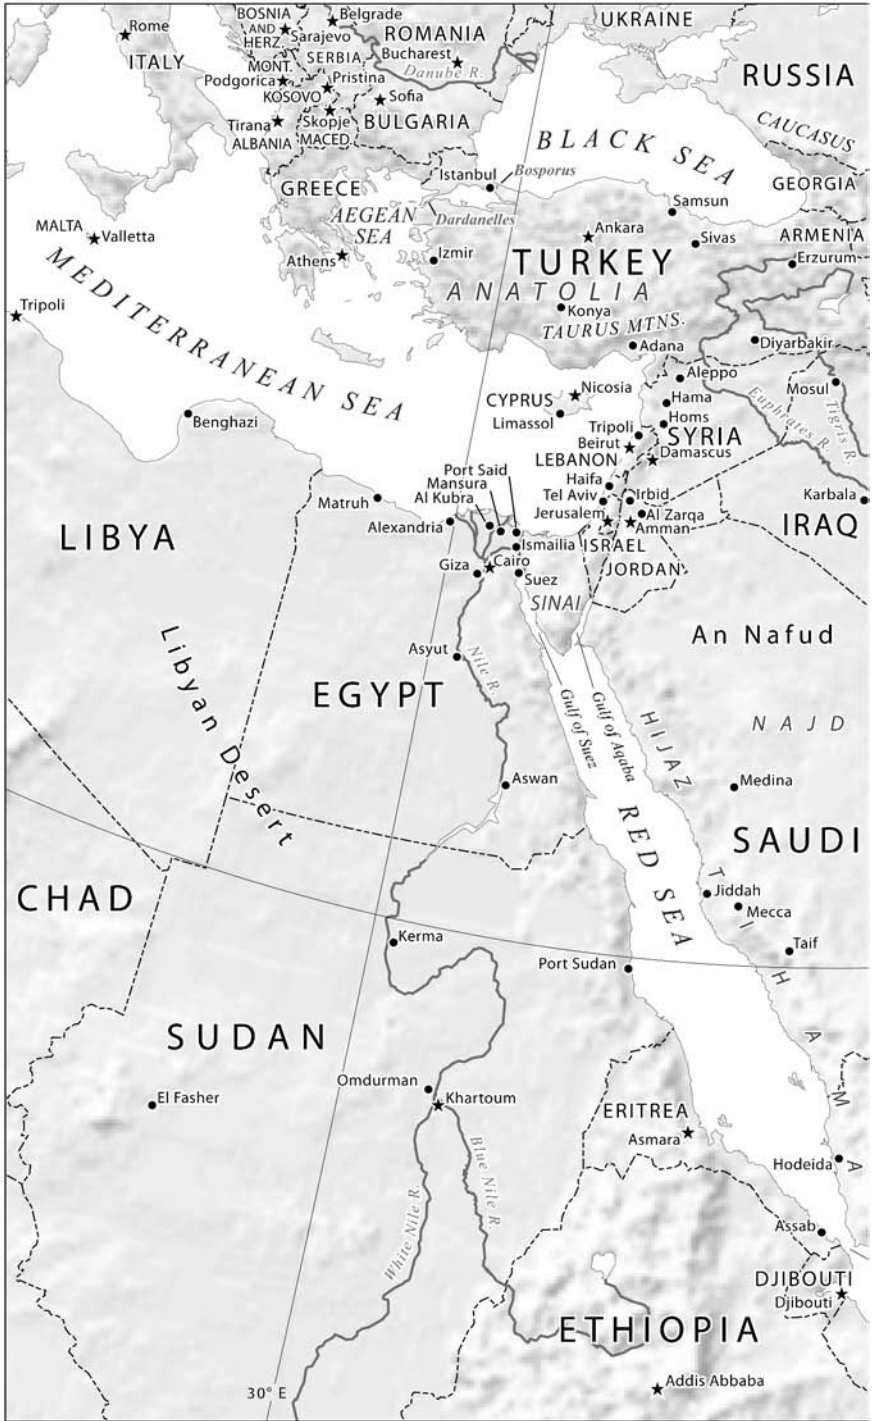 BOSNIA
AND
HERZ.
Belgrade
Rome
Sarajevo
ROMANIA
UKRAINE
Bucharest
ITALY
SERBIA
MONT.
Danube R.
RUSSIA
Podgorica
Pristina
KOSOVO
Sofia
Skopje
BULGARIA
CAUCASUS
Tirana
ALBANIA
MACED.
BLACK SEA
Istanbul
Bosporus
GEORGIA
GREECE
Samsun
MALTA
Valletta
AEGEAN
SEA
Dardanelles
Ankara
Sivas
ARMENIA
Athens
Izmir
TURKEY
Erzurum
MEDITERRANEAN SEA
ANATOLIA
Tripoli
Konya
TAURUS MTNS.
Adana
Diyarbakir
Aleppo
Nicosia
Mosul
CYPRUS
Hama
Limassol
Homs
Euphrates R.
Tigris R.
Benghazi
Tripoli
SYRIA
Beirut
LEBANON
Damascus
Port Said
Mansura
Al Kubra
Haifa
Tel Aviv
Irbid
Karbala
Matruh
Jerusalem
Al Zarqa
Alexandria
Amman
IRAQ
LIBYA
Ismailia
ISRAEL
Giza
Cairo
Suez
JORDAN
SINAI
Libyan Desert
An Nafud
Asyut
Nile R.
EGYPT
Gulf of Suez
Gulf of Aqaba
HIJAZ
NAJD
Aswan
Medina
RED SEA
SAUDI
CHAD
Jiddah
Mecca
TIHAMA
Kerma
Taif
Port Sudan
SUDAN
Omdurman
Khartoum
El Fasher
ERITREA
Asmara
Blue Nile R.
Hodeida
White Nile R.
Assab
DJIBOUTI
Djibouti
ETHIOPIA
30° E
Addis Abbaba